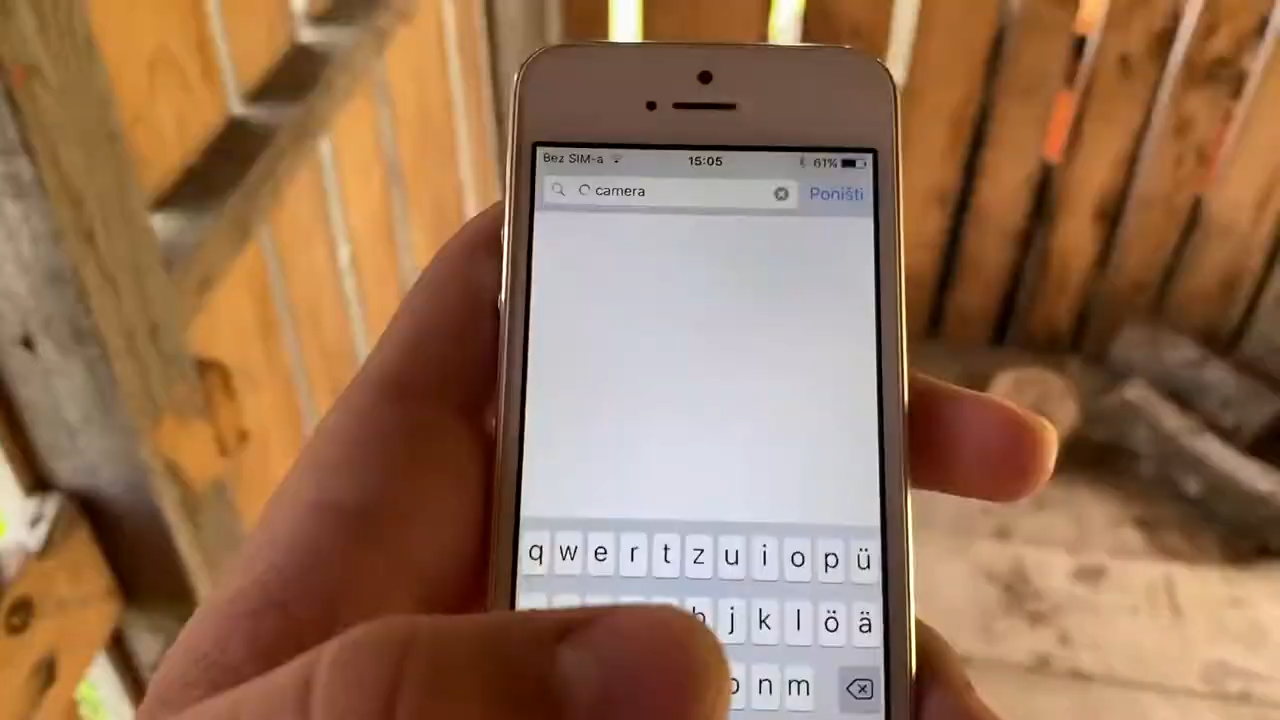 Bez SIM-a 15:05 61%
camera Poništi
q w e r t z u i o p ü
j k l ö ä
n m